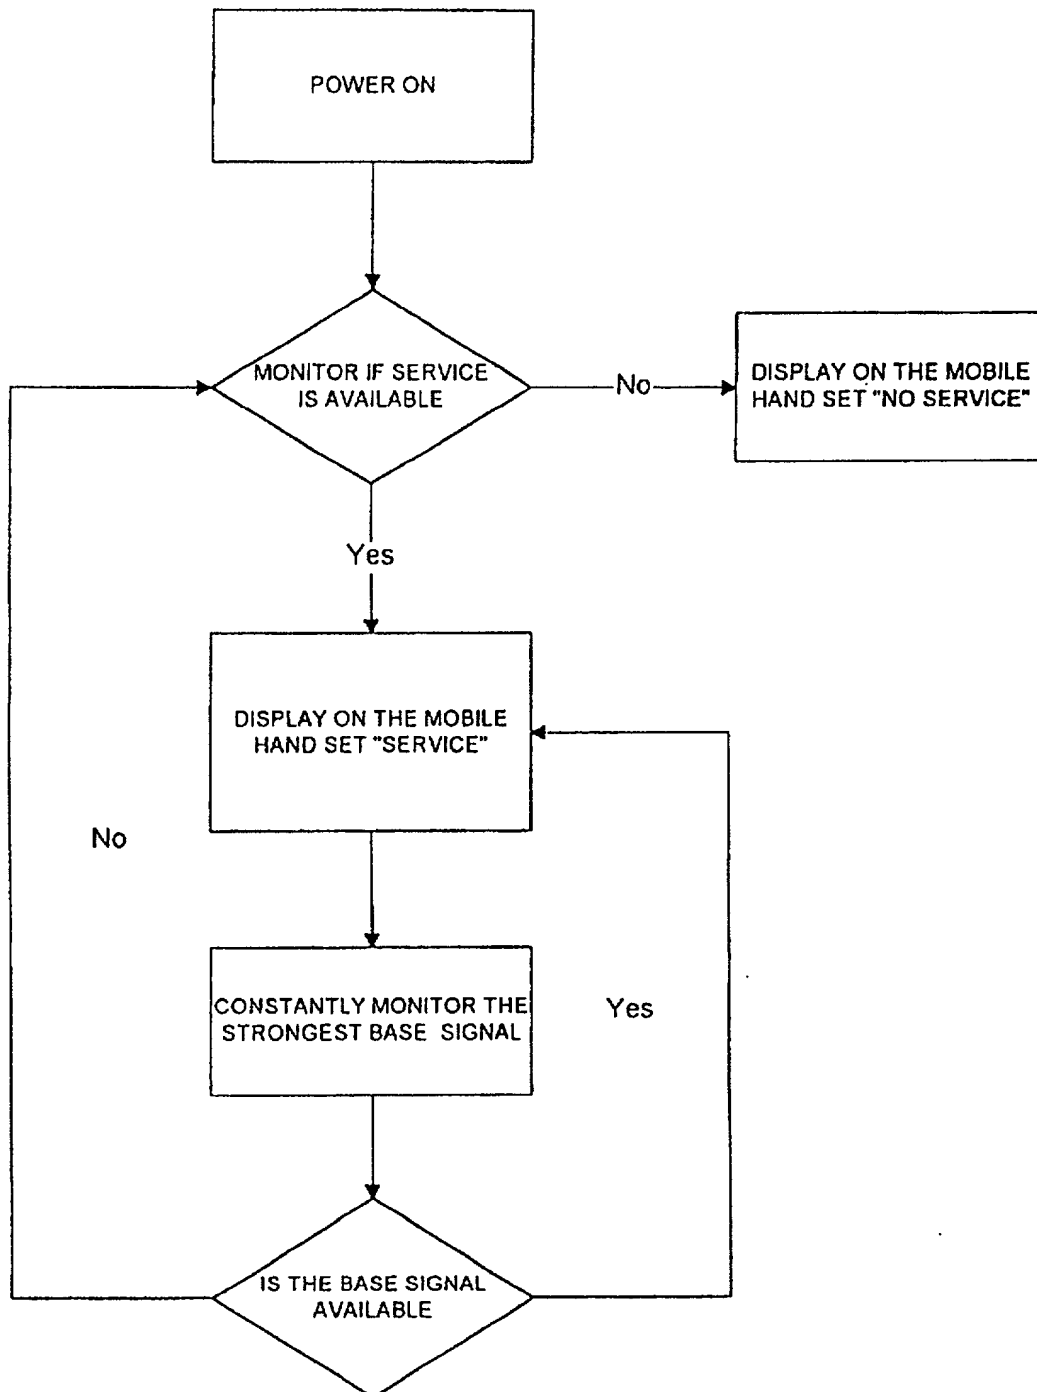 POWER ON
MONITOR IF SERVICE
IS AVAILABLE
No
DISPLAY ON THE MOBILE
HAND SET "NO SERVICE"
Yes
DISPLAY ON THE MOBILE
HAND SET "SERVICE"
No
CONSTANTLY MONITOR THE
STRONGEST BASE SIGNAL
Yes
IS THE BASE SIGNAL
AVAILABLE